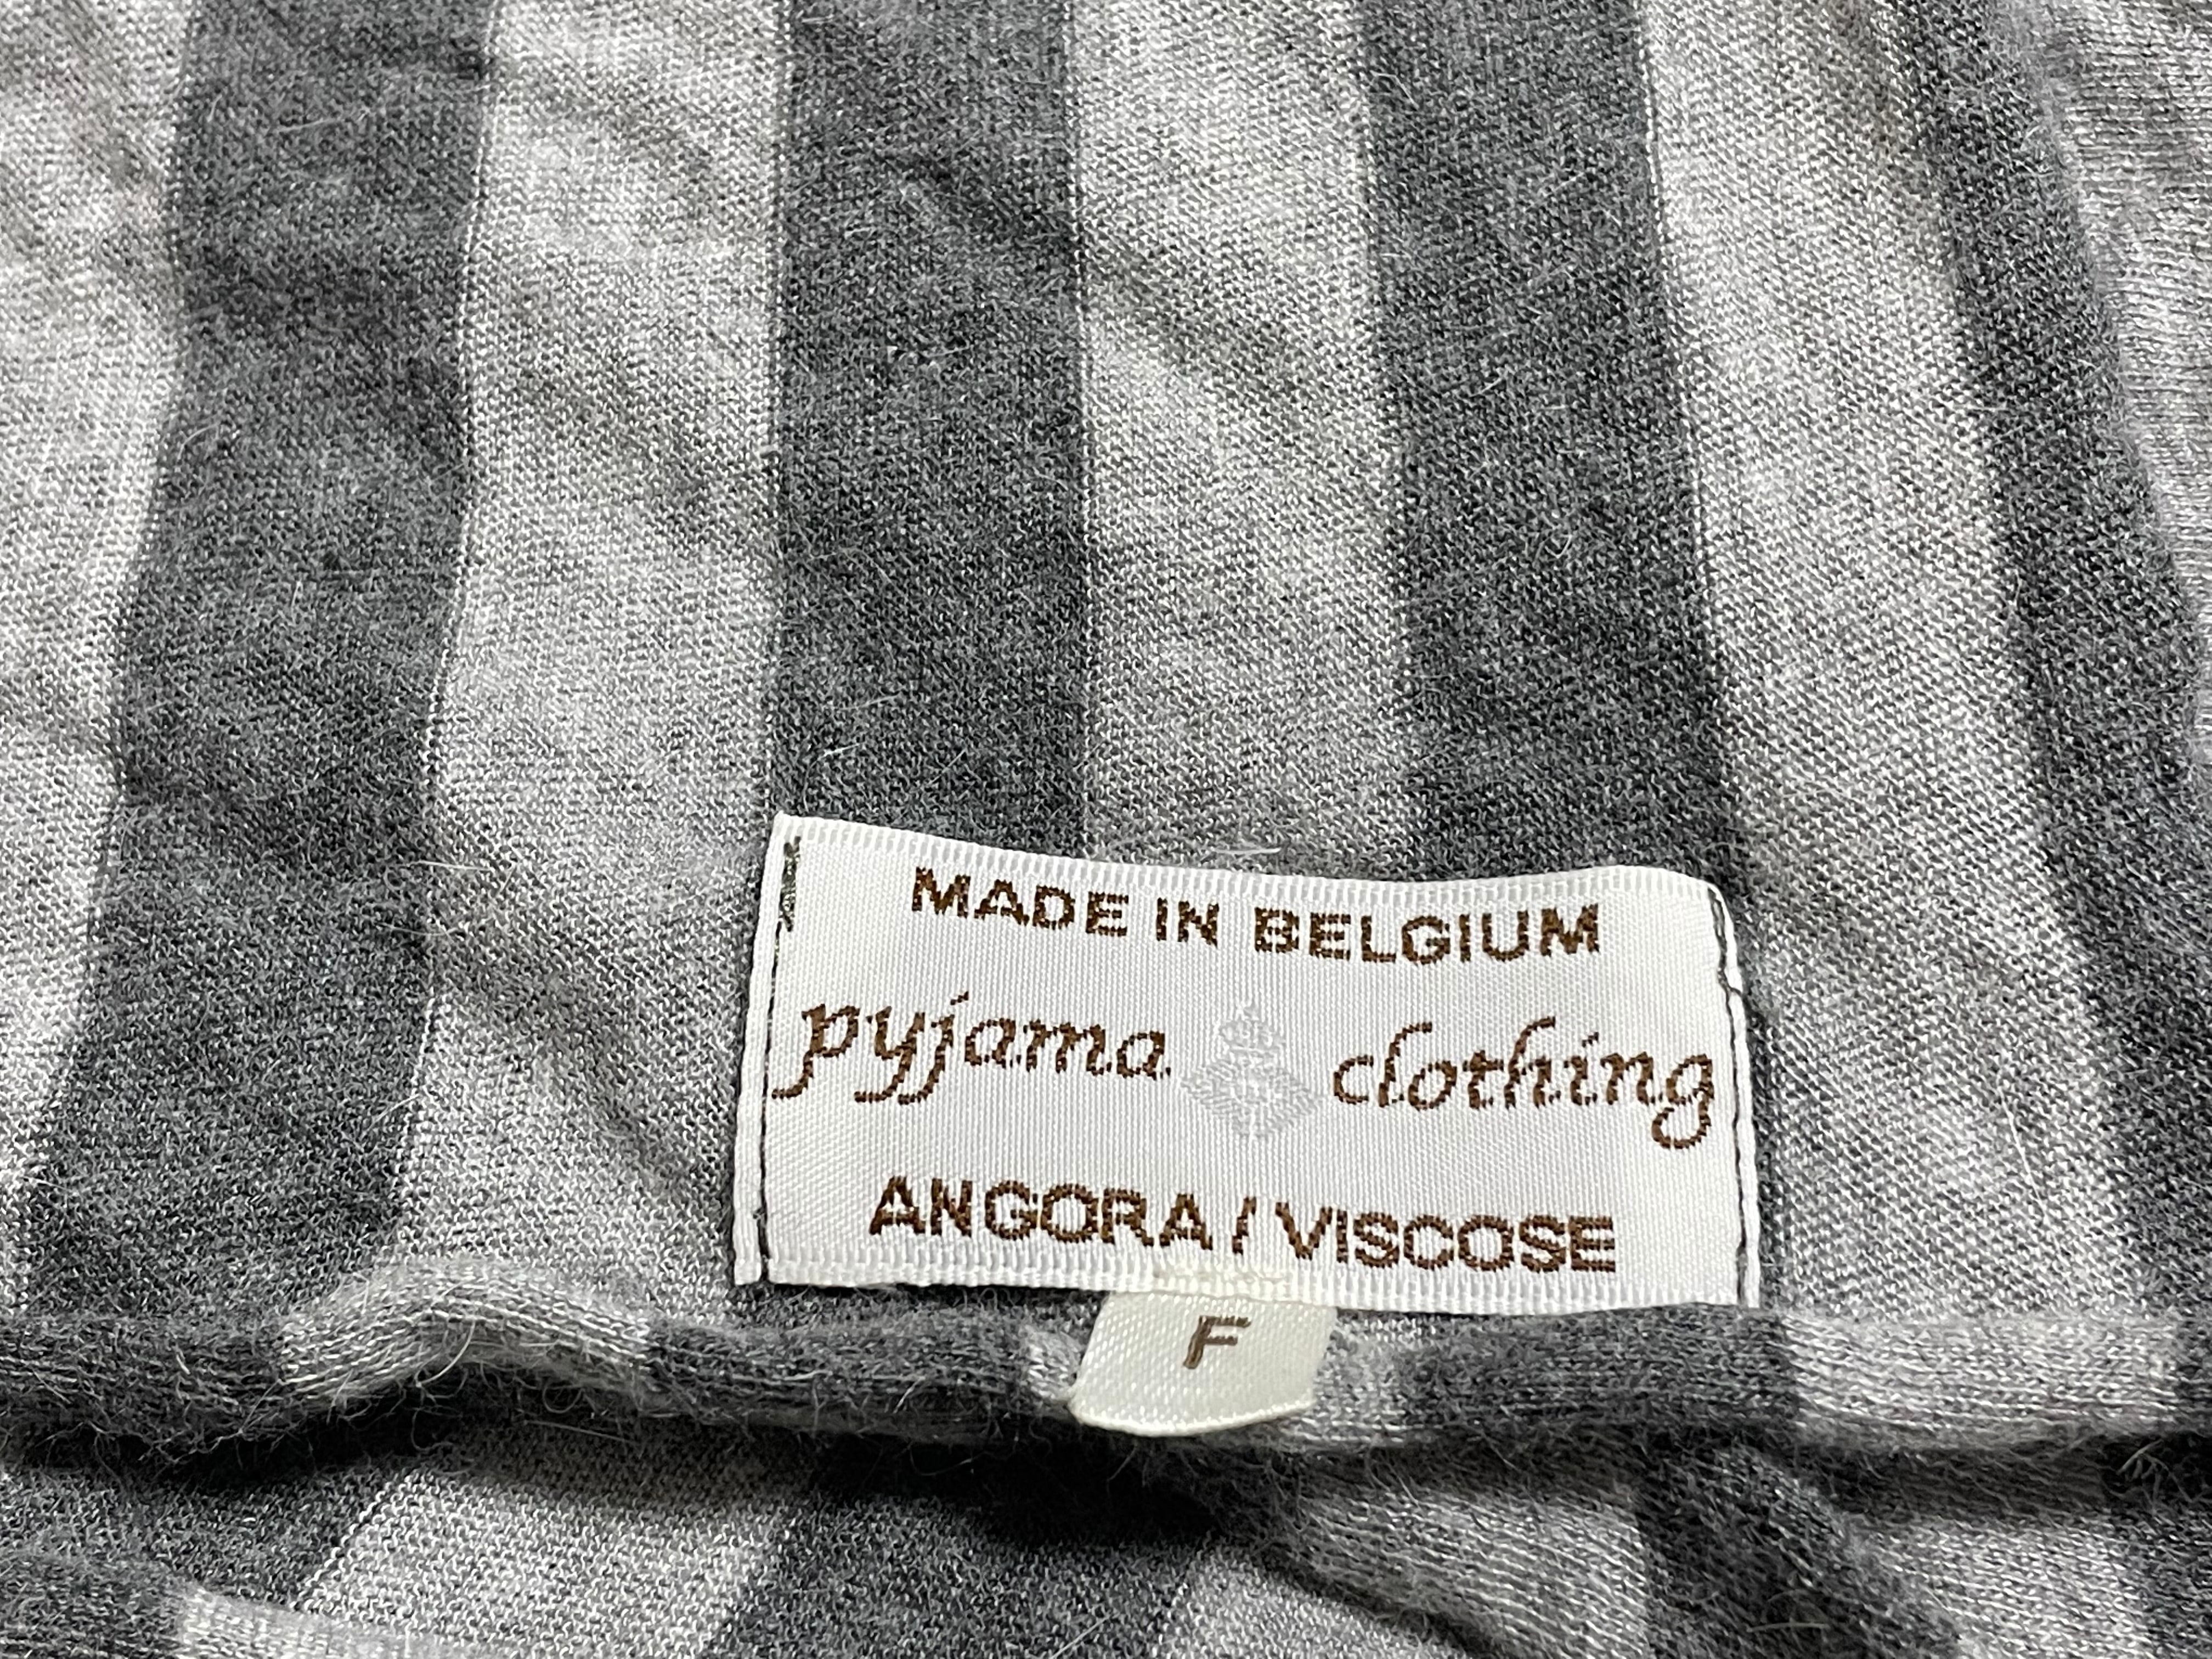 MADE IN BELGIUM
pyjama clothing
ANGORA / VISCOSE
F